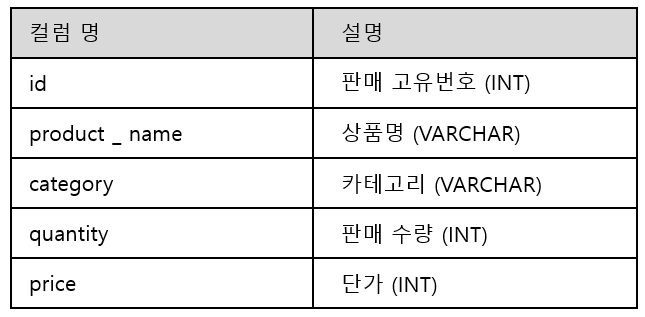 컬럼 명 설명
id 판매 고유번호 (INT)
product _ name 상품명 (VARCHAR)
category 카테고리 (VARCHAR)
quantity 판매 수량 (INT)
price 단가 (INT)